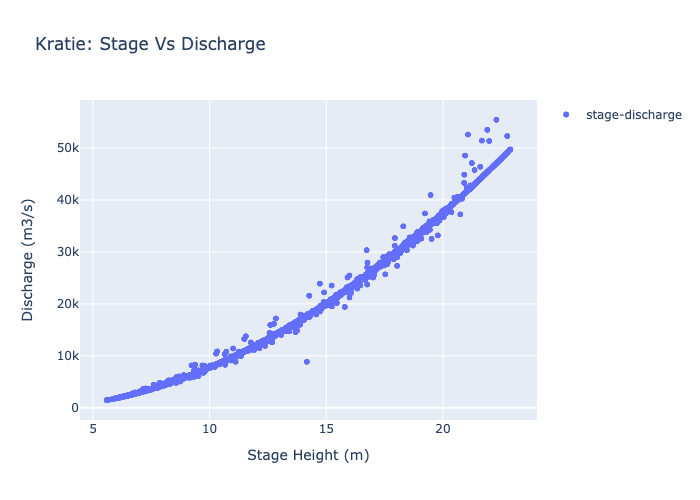 Kratie: Stage Vs Discharge
stage-discharge
Discharge (m3/s)
50k
40k
30k
20k
10k
0
5 10 15 20
Stage Height (m)